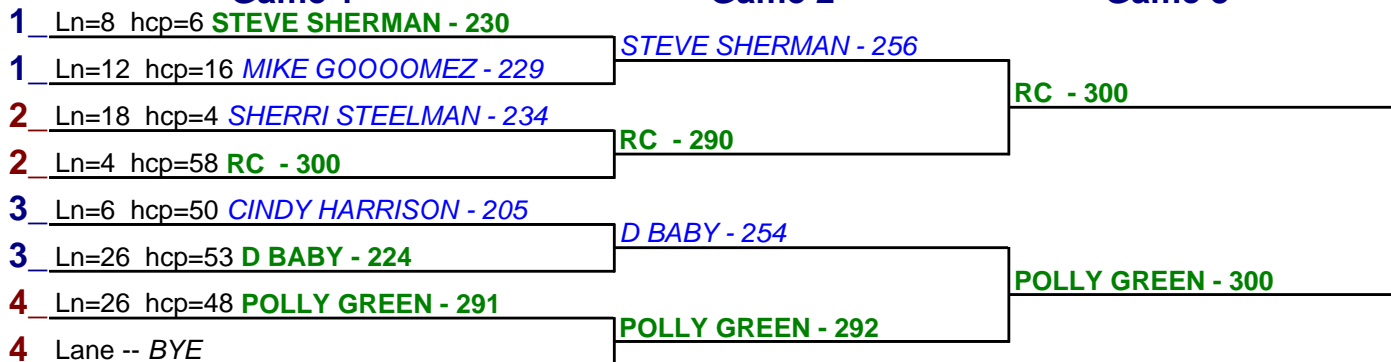 1_ Ln=8 hcp=6 STEVE SHERMAN - 230
1_ Ln=12 hcp=16 MIKE GOOOOMEZ - 229
2_ Ln=18 hcp=4 SHERRI STEELMAN - 234
2_ Ln=4 hcp=58 RC - 300
3_ Ln=6 hcp=50 CINDY HARRISON - 205
3_ Ln=26 hcp=53 D BABY - 224
4_ Ln=26 hcp=48 POLLY GREEN - 291
4 Lane -- BYE
STEVE SHERMAN - 256
RC - 290
D BABY - 254
POLLY GREEN - 292
RC - 300
POLLY GREEN - 300